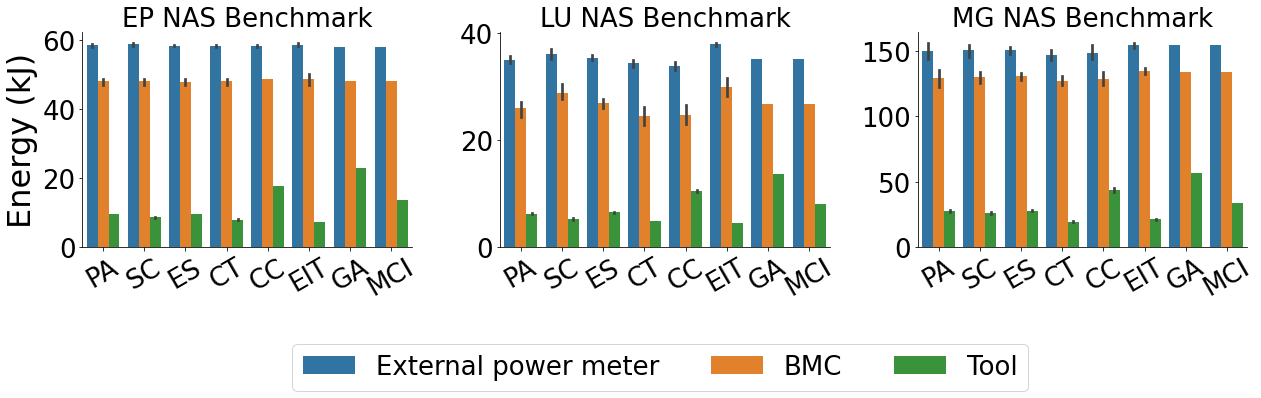 EP NAS Benchmark
LU NAS Benchmark
MG NAS Benchmark
Energy (kJ)
60
40
20
0
40
20
0
150
100
50
0
PA SC ES CT CC EIT GA MCI
PA SC ES CT CC EIT GA MCI
PA SC ES CT CC EIT GA MCI
External power meter BMC Tool